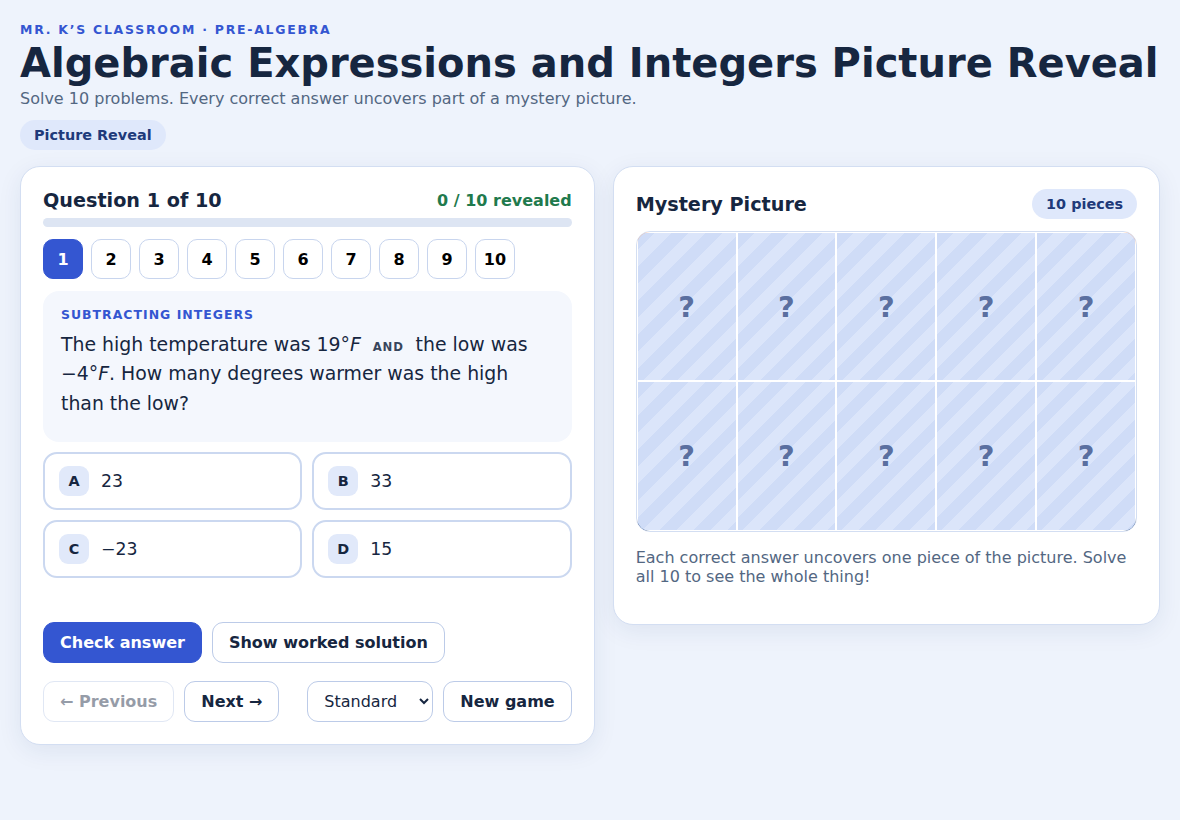 MR. K’S CLASSROOM · PRE-ALGEBRA
Algebraic Expressions and Integers Picture Reveal
Solve 10 problems. Every correct answer uncovers part of a mystery picture.
Picture Reveal
Question 1 of 10
0 / 10 revealed
1 2 3 4 5 6 7 8 9 10
SUBTRACTING INTEGERS
The high temperature was 19°F AND the low was
−4°F. How many degrees warmer was the high
than the low?
A 23
B 33
C −23
D 15
Check answer
Show worked solution
← Previous
Next →
Standard
New game
Mystery Picture
10 pieces
? ? ? ? ?
? ? ? ? ?
Each correct answer uncovers one piece of the picture. Solve
all 10 to see the whole thing!